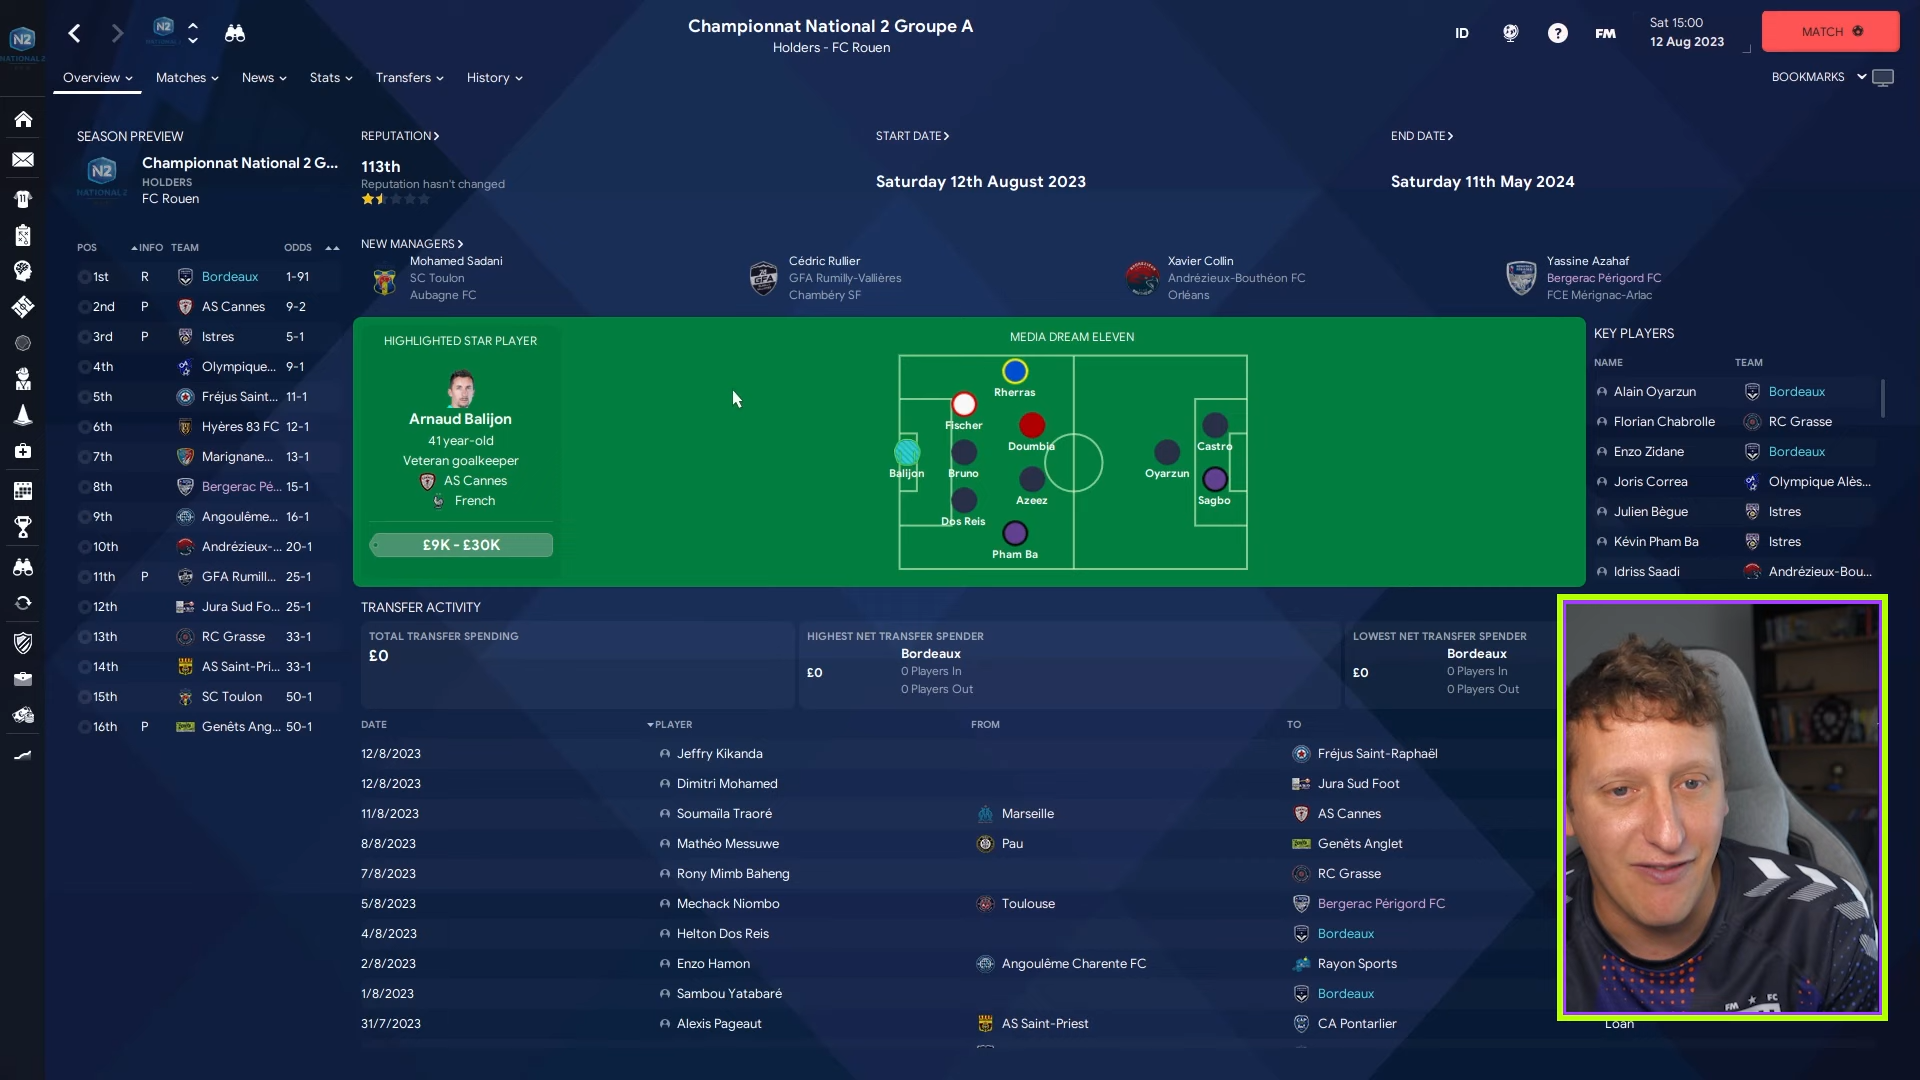 Championnat National 2 Groupe A
Holders - FC Rouen
ID
FM
Sat 15:00
12 Aug 2023
MATCH
Overview
Matches
News
Stats
Transfers
History
BOOKMARKS
SEASON PREVIEW
Championnat National 2 G...
HOLDERS
FC Rouen
REPUTATION
113th
Reputation hasn't changed
START DATE
Saturday 12th August 2023
END DATE
Saturday 11th May 2024
NEW MANAGERS
Mohamed Sadani
SC Toulon
Aubagne FC
Cédric Rullier
GFA Rumilly-Vallières
Chambéry SF
Xavier Collin
Andrézieux-Bouthéon FC
Orléans
Yassine Azahaf
Bergerac Périgord FC
FCE Mérignac-Arlac
POS INFO TEAM ODDS
1st R Bordeaux 1-91
2nd P AS Cannes 9-2
3rd P Istres 5-1
4th Olympique... 9-1
5th Fréjus Saint... 11-1
6th Hyères 83 FC 12-1
7th Marignane... 13-1
8th Bergerac Pé... 15-1
9th Angoulême... 16-1
10th Andrézieux-... 20-1
11th P GFA Rumill... 25-1
12th Jura Sud Fo... 25-1
13th RC Grasse 33-1
14th AS Saint-Pri... 33-1
15th SC Toulon 50-1
16th P Genêts Ang... 50-1
HIGHLIGHTED STAR PLAYER
Arnaud Balijon
41 year-old
Veteran goalkeeper
AS Cannes
French
£9K - £30K
MEDIA DREAM ELEVEN
Rherras
Fischer
Doumbia
Castro
Balijon
Bruno
Oyarzun
Azeez
Sagbo
Dos Reis
Pham Ba
KEY PLAYERS
NAME TEAM
Alain Oyarzun Bordeaux
Florian Chabrolle RC Grasse
Enzo Zidane Bordeaux
Joris Correa Olympique Alès...
Julien Bègue Istres
Kévin Pham Ba Istres
Idriss Saadi Andrézieux-Bou...
TRANSFER ACTIVITY
TOTAL TRANSFER SPENDING
£0
HIGHEST NET TRANSFER SPENDER
Bordeaux
£0
0 Players In
0 Players Out
LOWEST NET TRANSFER SPENDER
Bordeaux
£0
0 Players In
0 Players Out
DATE PLAYER FROM TO
12/8/2023 Jeffry Kikanda Fréjus Saint-Raphaël
12/8/2023 Dimitri Mohamed Jura Sud Foot
11/8/2023 Soumaïla Traoré Marseille AS Cannes
8/8/2023 Mathéo Messuwe Pau Genêts Anglet
7/8/2023 Rony Mimb Baheng RC Grasse
5/8/2023 Mechack Niombo Toulouse Bergerac Périgord FC
4/8/2023 Helton Dos Reis Bordeaux
2/8/2023 Enzo Hamon Angoulême Charente FC Rayon Sports
1/8/2023 Sambou Yatabaré Bordeaux
31/7/2023 Alexis Pageaut AS Saint-Priest CA Pontarlier Loan
FM FC